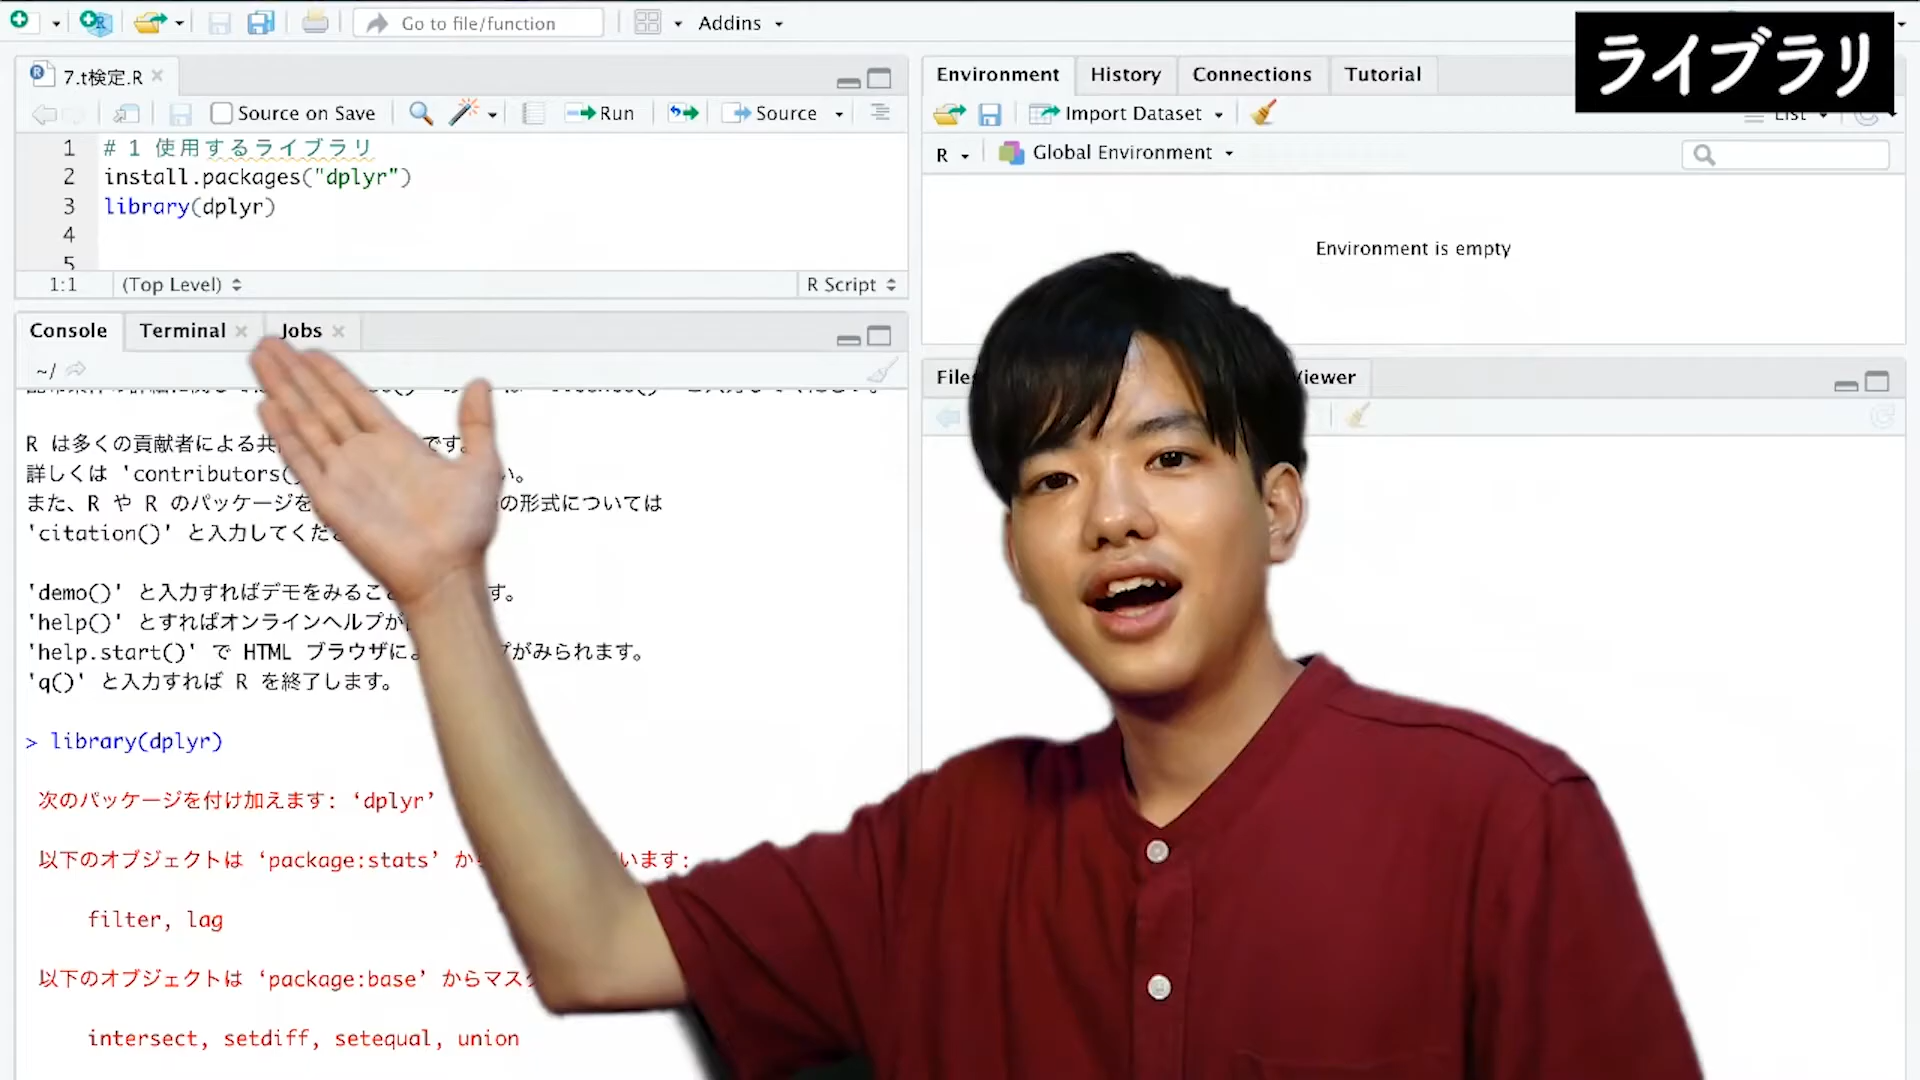 Go to file/function
Addins
ライブラリ
7.t検定.R
Source on Save
Run
Source
1 # 1 使用するライブラリ
2 install.packages("dplyr")
3 library(dplyr)
4
5
1:1 (Top Level) R Script
Environment History Connections Tutorial
Import Dataset
List
R Global Environment
Environment is empty
Files
Viewer
Console Terminal Jobs
~/
R は多くの貢献者による共
です。
詳しくは 'contributors(
い。
また、R や R のパッケージを
の形式については
'citation()' と入力してくだ
'demo()' と入力すればデモをみるこ
す。
'help()' とすればオンラインヘルプが
'help.start()' で HTML ブラウザによ
プがみられます。
'q()' と入力すれば R を終了します。
> library(dplyr)
次のパッケージを付け加えます: ‘dplyr’
以下のオブジェクトは ‘package:stats’ か
います:
filter, lag
以下のオブジェクトは ‘package:base’ からマス
intersect, setdiff, setequal, union